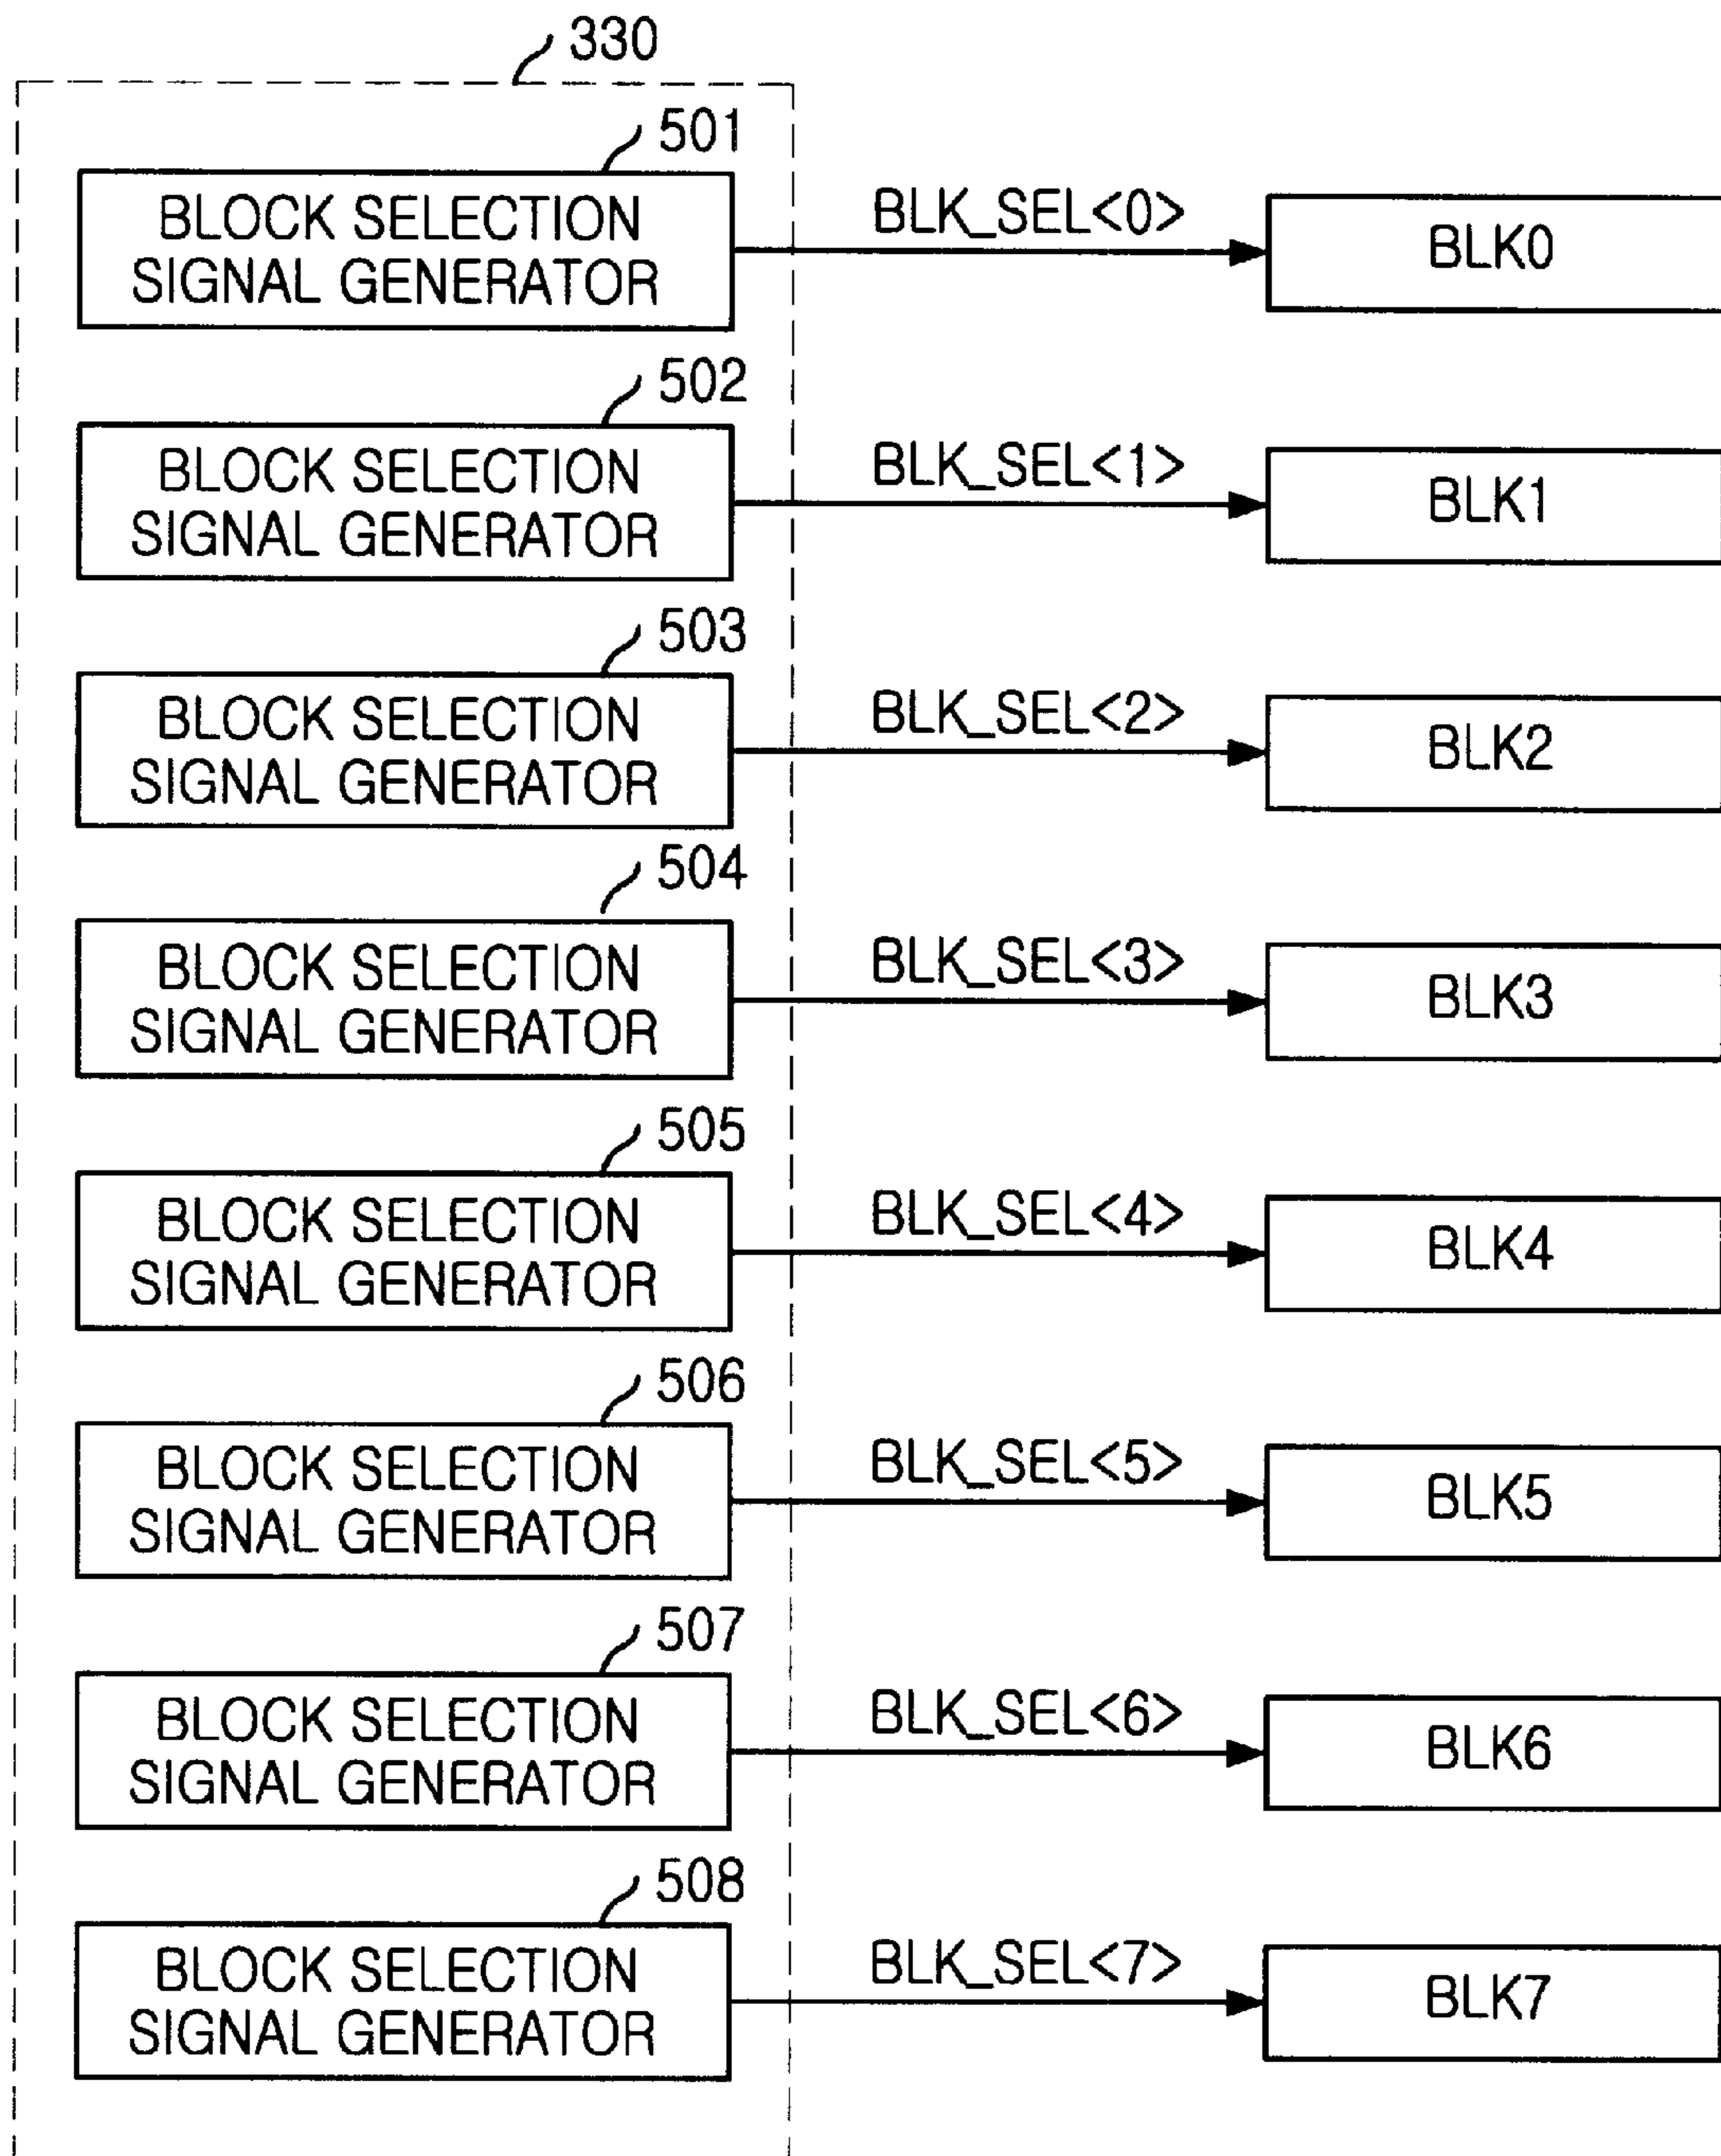 330
501
BLOCK SELECTION
SIGNAL GENERATOR
BLK_SEL<0>
BLK0
502
BLOCK SELECTION
SIGNAL GENERATOR
BLK_SEL<1>
BLK1
503
BLOCK SELECTION
SIGNAL GENERATOR
BLK_SEL<2>
BLK2
504
BLOCK SELECTION
SIGNAL GENERATOR
BLK_SEL<3>
BLK3
505
BLOCK SELECTION
SIGNAL GENERATOR
BLK_SEL<4>
BLK4
506
BLOCK SELECTION
SIGNAL GENERATOR
BLK_SEL<5>
BLK5
507
BLOCK SELECTION
SIGNAL GENERATOR
BLK_SEL<6>
BLK6
508
BLOCK SELECTION
SIGNAL GENERATOR
BLK_SEL<7>
BLK7